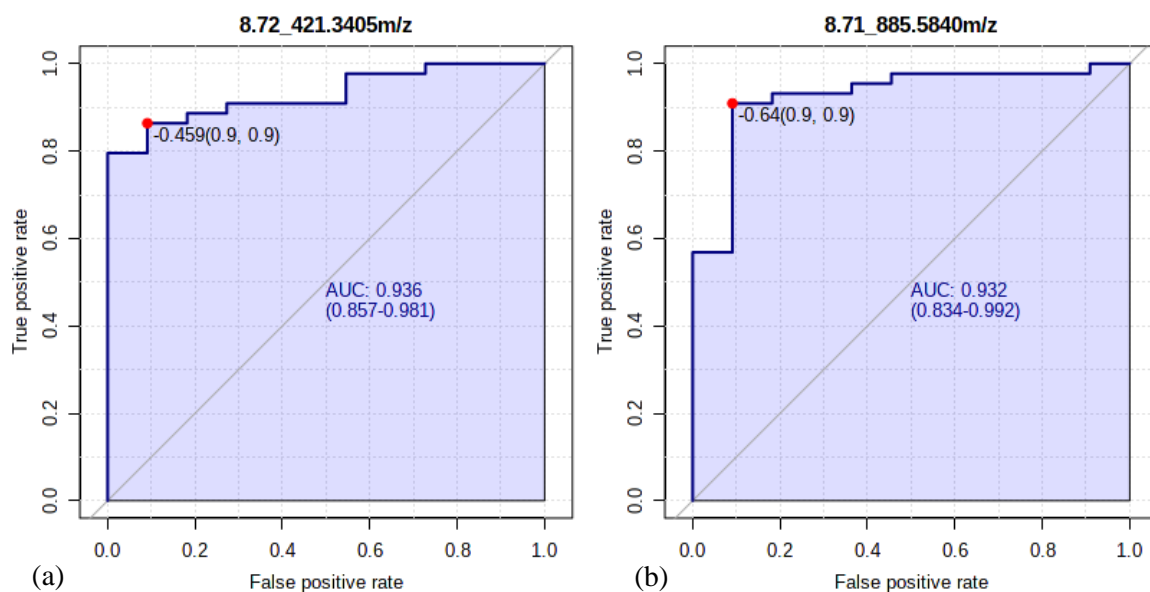 8.72_421.3405m/z
True positive rate
1.0
0.8
0.6
0.4
0.2
0.0
-0.459(0.9, 0.9)
AUC: 0.936
(0.857-0.981)
0.0 0.2 0.4 0.6 0.8 1.0
False positive rate
(a)
8.71_885.5840m/z
True positive rate
1.0
0.8
0.6
0.4
0.2
0.0
-0.64(0.9, 0.9)
AUC: 0.932
(0.834-0.992)
0.0 0.2 0.4 0.6 0.8 1.0
False positive rate
(b)